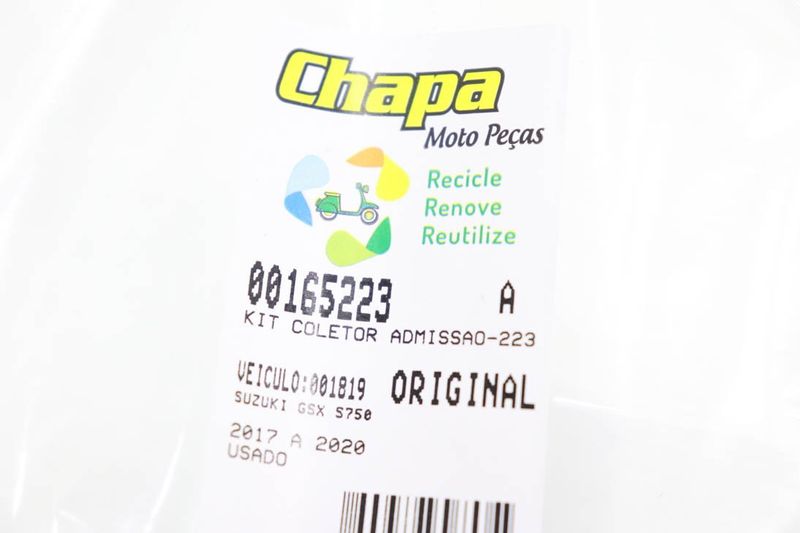 Chapa
Moto Peças
Recicle
Renove
Reutilize
00165223 A
KIT COLETOR ADMISSAO-223
VEICULO:001819 ORIGINAL
SUZUKI GSX S750
2017 A 2020
USADO